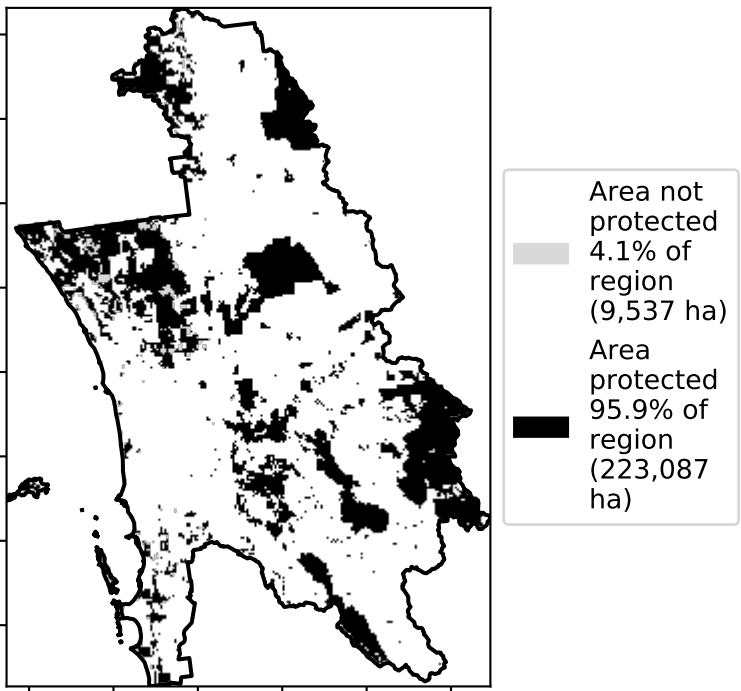 Area not
protected
4.1% of
region
(9,537 ha)
Area
protected
95.9% of
region
(223,087
ha)